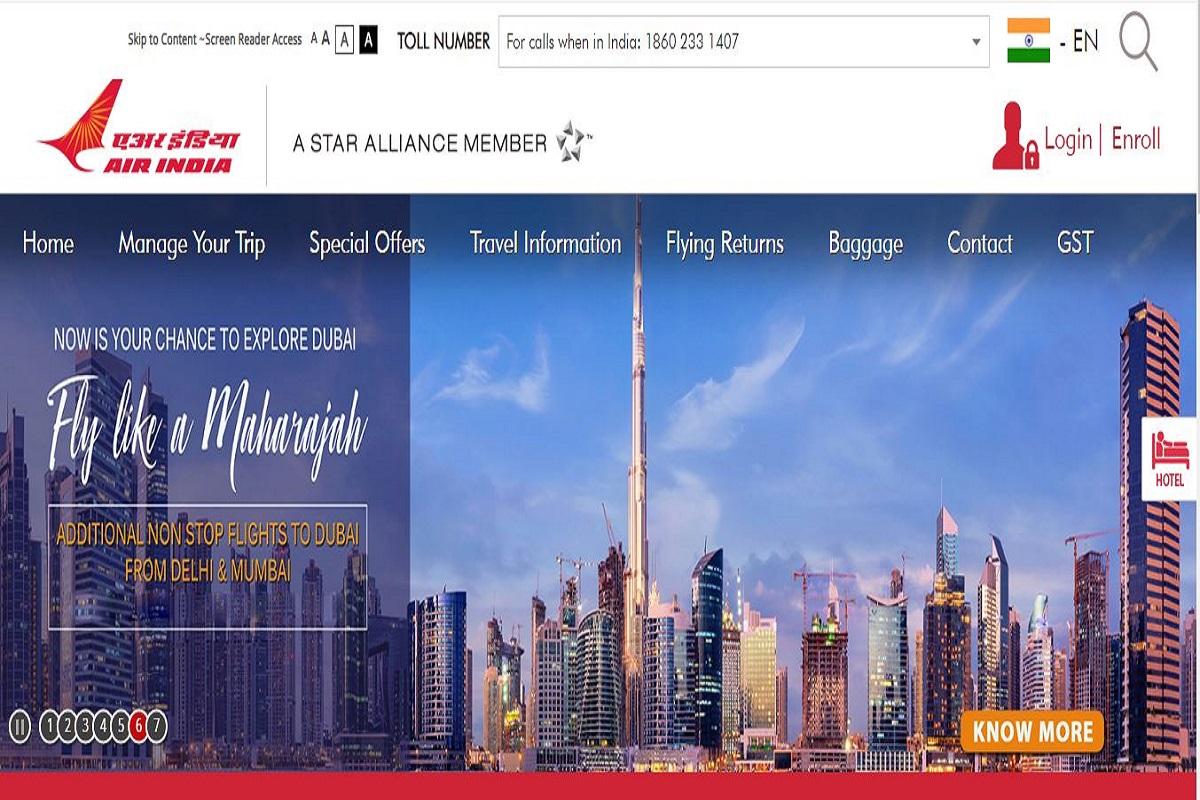 Skip to Content ~Screen Reader Access A A A A TOLL NUMBER For calls when in India: 1860 233 1407 - EN
एअर इंडिया
AIR INDIA
A STAR ALLIANCE MEMBER ™
Login | Enroll
Home Manage Your Trip Special Offers Travel Information Flying Returns Baggage Contact GST
NOW IS YOUR CHANCE TO EXPLORE DUBAI
Fly like a Maharajah
ADDITIONAL NON STOP FLIGHTS TO DUBAI
FROM DELHI & MUMBAI
HOTEL
1 2 3 4 5 6 7
KNOW MORE